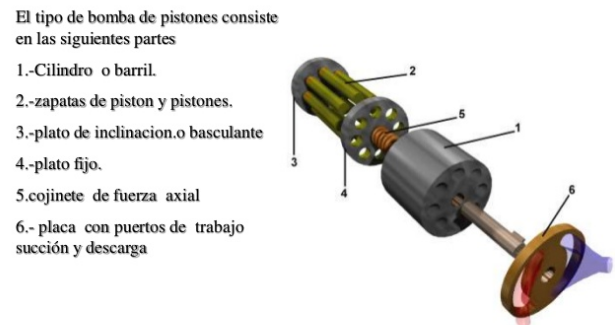 El tipo de bomba de pistones consiste
en las siguientes partes
1.-Cilindro o barril.
2.-zapatas de piston y pistones.
3.-plato de inclinacion.o basculante
4.-plato fijo.
5.cojinete de fuerza axial
6.- placa con puertos de trabajo
succión y descarga
2
5
1
3
4
6